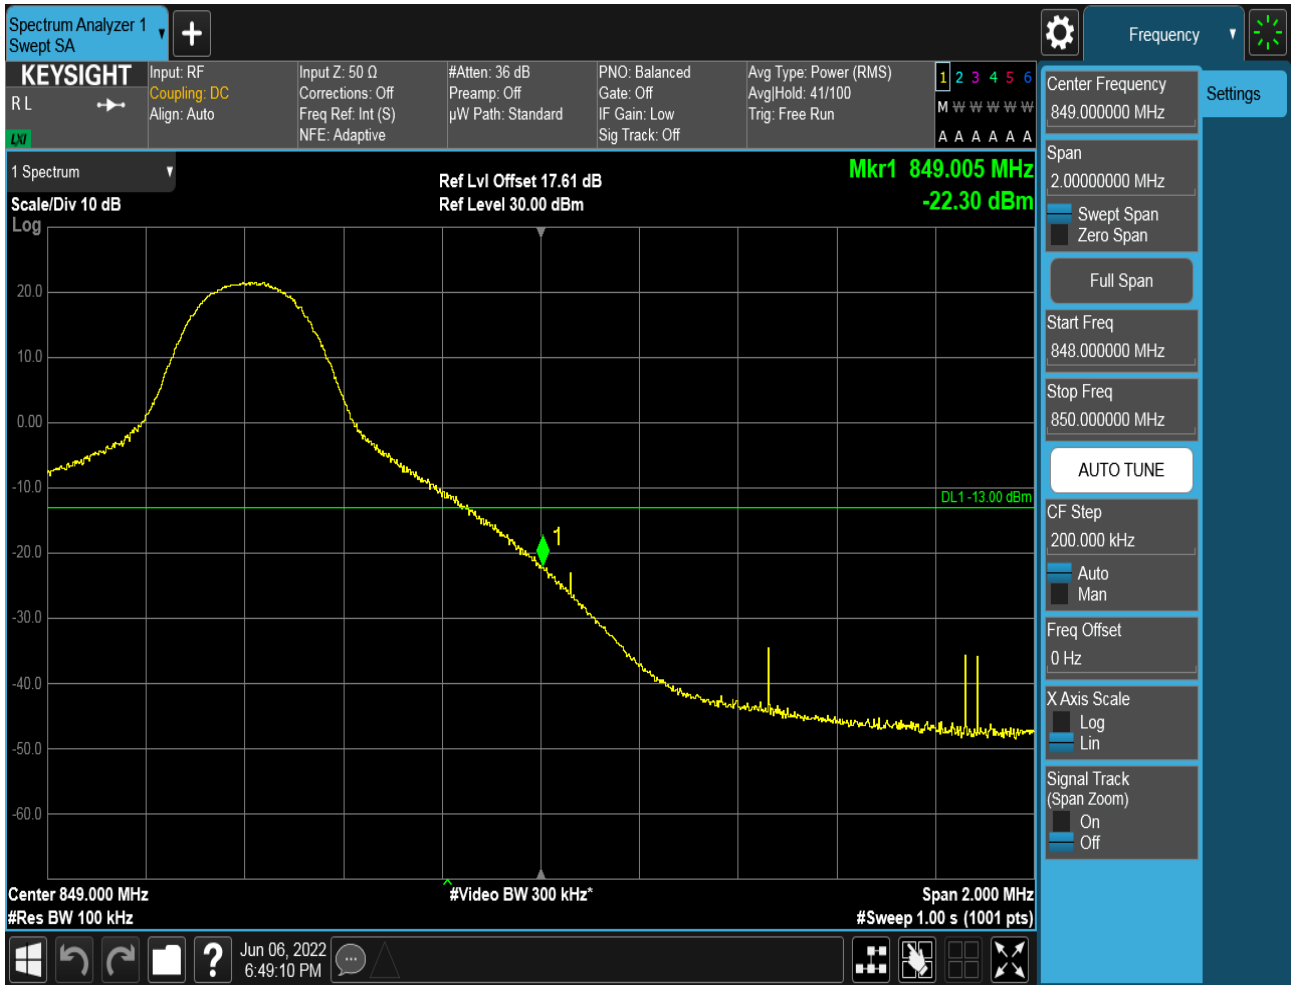 Spectrum Analyzer 1
Swept SA
Frequency
KEYSIGHT
R L
LXI
Input: RF
Coupling: DC
Align: Auto
Input Z: 50 Ω
Corrections: Off
Freq Ref: Int (S)
NFE: Adaptive
#Atten: 36 dB
Preamp: Off
µW Path: Standard
PNO: Balanced
Gate: Off
IF Gain: Low
Sig Track: Off
Avg Type: Power (RMS)
Avg|Hold: 41/100
Trig: Free Run
1 2 3 4 5 6
M W W W W W
A A A A A A
1 Spectrum
Scale/Div 10 dB
Log
Ref Lvl Offset 17.61 dB
Ref Level 30.00 dBm
Mkr1 849.005 MHz
-22.30 dBm
20.0
10.0
0.00
-10.0
-20.0
-30.0
-40.0
-50.0
-60.0
DL1 -13.00 dBm
1
Center 849.000 MHz
#Res BW 100 kHz
#Video BW 300 kHz*
Span 2.000 MHz
#Sweep 1.00 s (1001 pts)
Jun 06, 2022
6:49:10 PM
Center Frequency
849.000000 MHz
Settings
Span
2.00000000 MHz
Swept Span
Zero Span
Full Span
Start Freq
848.000000 MHz
Stop Freq
850.000000 MHz
AUTO TUNE
CF Step
200.000 kHz
Auto
Man
Freq Offset
0 Hz
X Axis Scale
Log
Lin
Signal Track
(Span Zoom)
On
Off